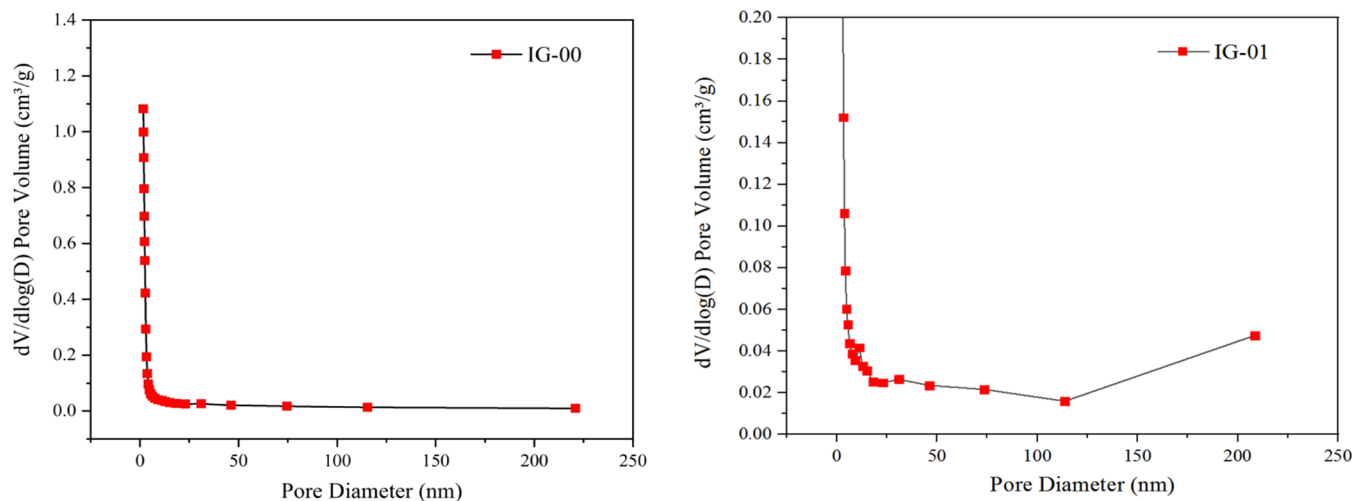 1.4
1.2
1.0
0.8
0.6
0.4
0.2
0.0
dV/dlog(D) Pore Volume (cm³/g)
IG-00
0 50 100 150 200 250
Pore Diameter (nm)
0.20
0.18
0.16
0.14
0.12
0.10
0.08
0.06
0.04
0.02
0.00
dV/dlog(D) Pore Volume (cm³/g)
IG-01
0 50 100 150 200 250
Pore Diameter (nm)